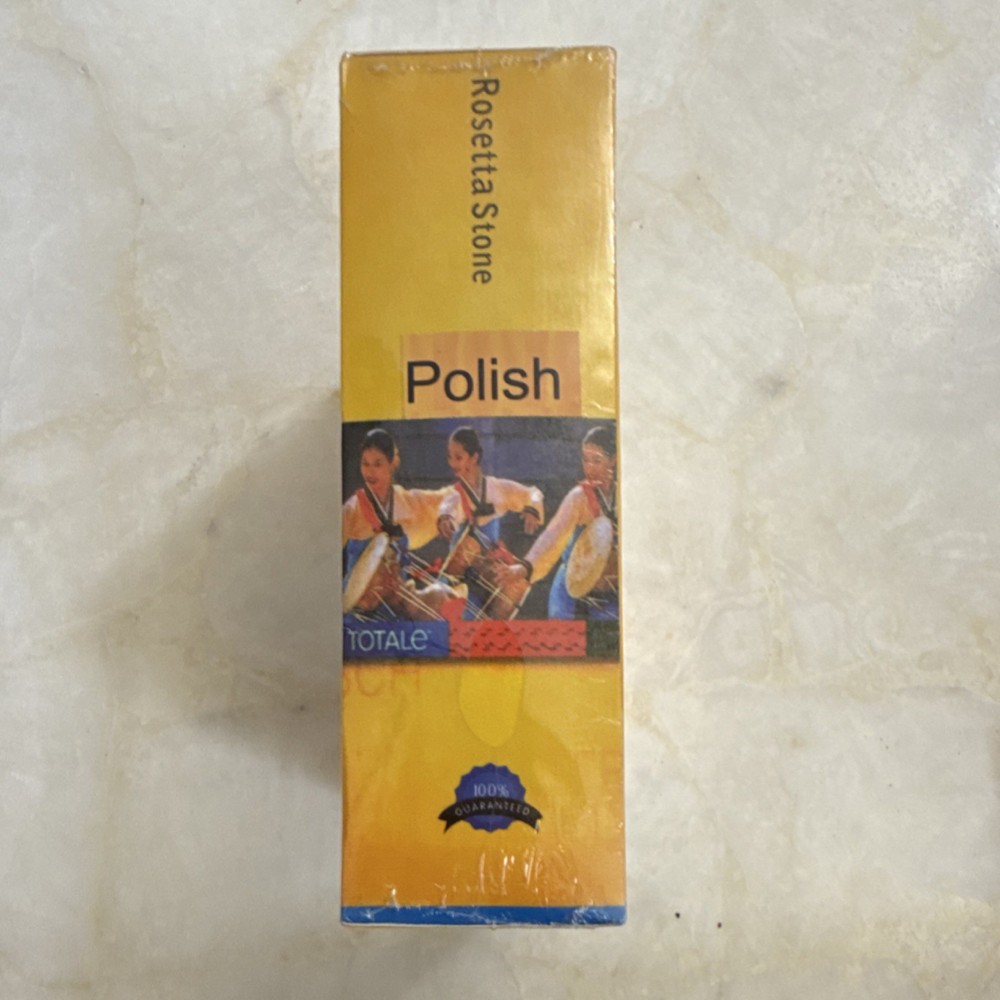 Rosetta Stone
Polish
TOTALe
100%
GUARANTEED